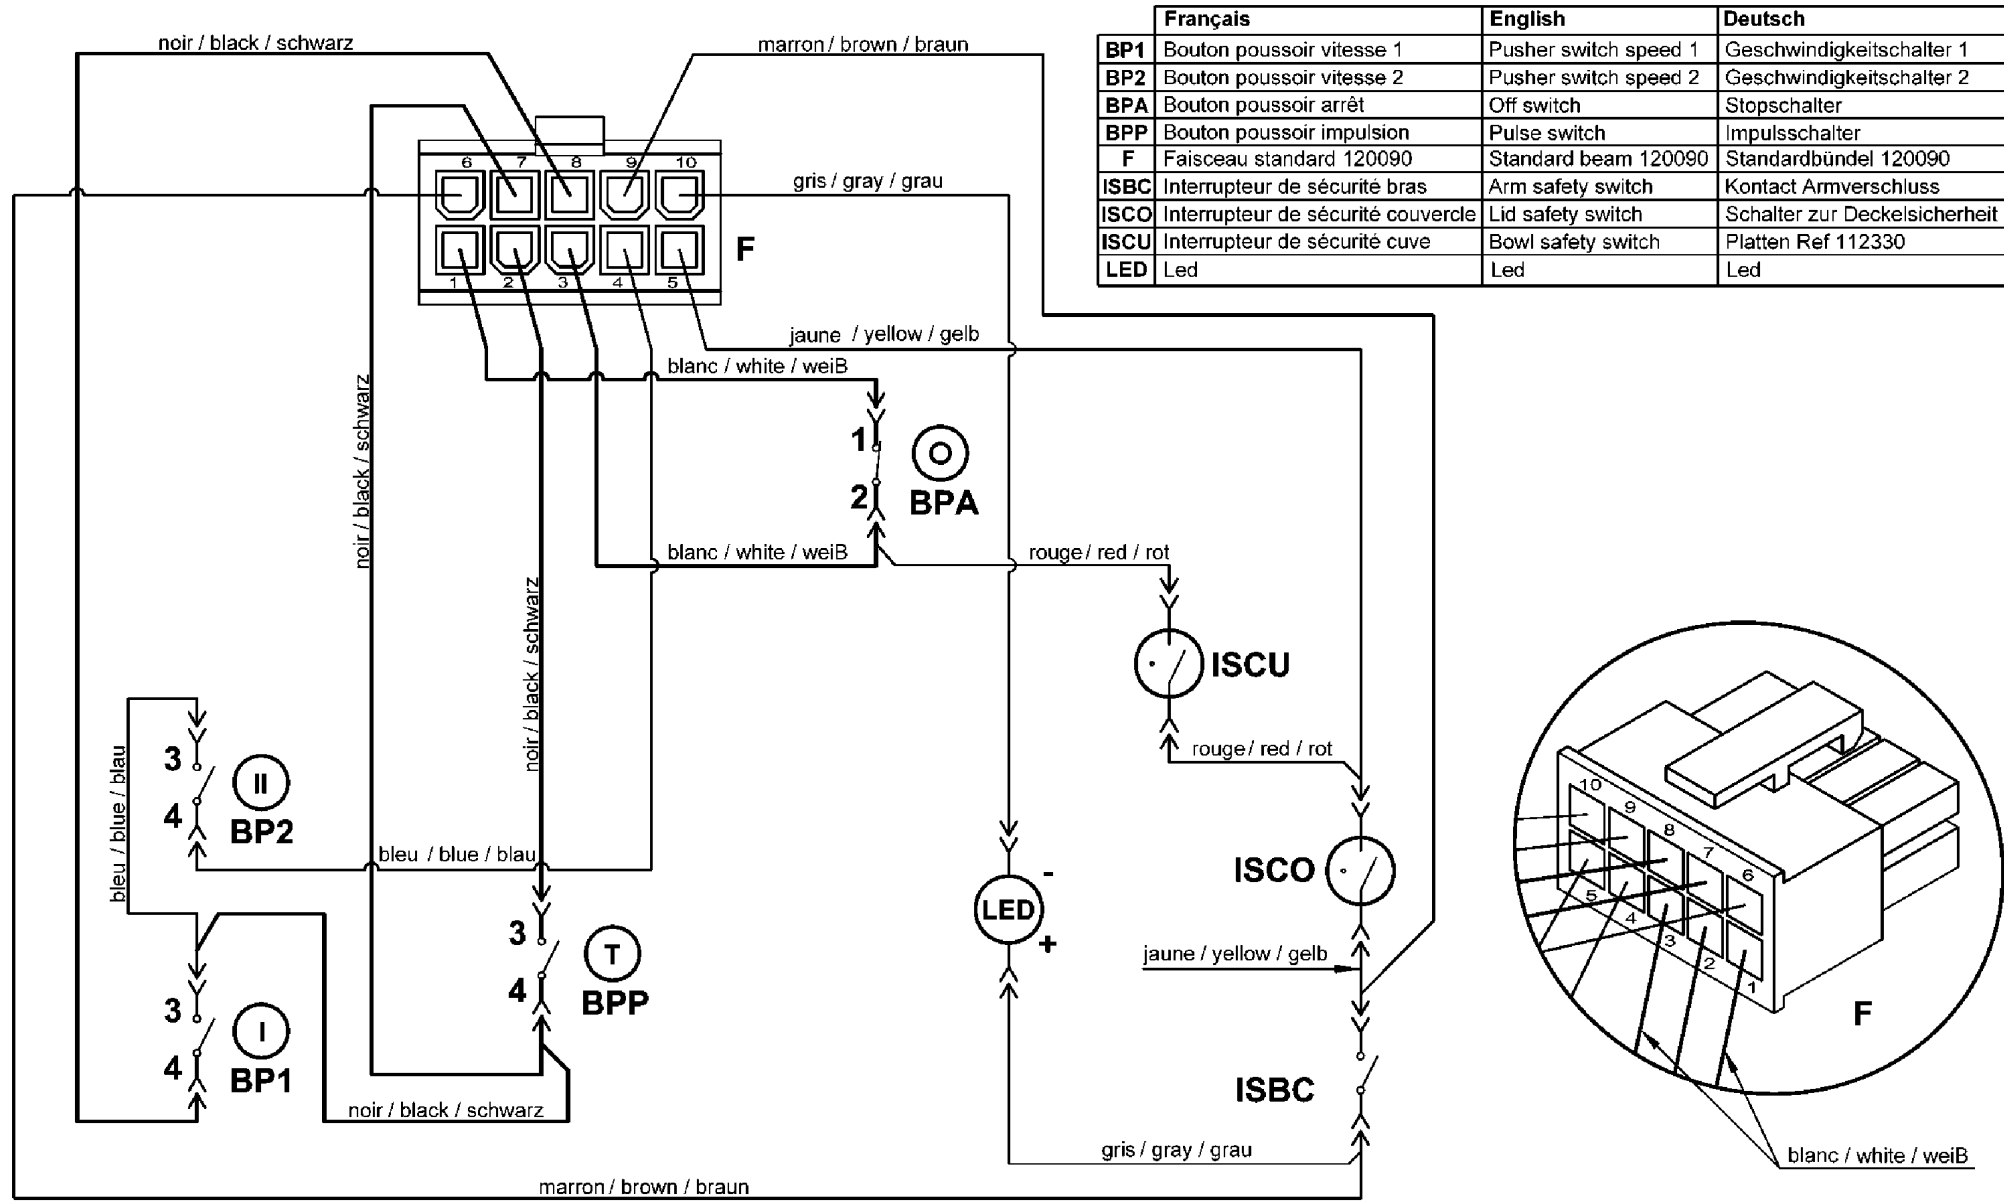 Français English Deutsch
BP1 Bouton poussoir vitesse 1 Pusher switch speed 1 Geschwindigkeitschalter 1
BP2 Bouton poussoir vitesse 2 Pusher switch speed 2 Geschwindigkeitschalter 2
BPA Bouton poussoir arrêt Off switch Stopschalter
BPP Bouton poussoir impulsion Pulse switch Impulsschalter
F Faisceau standard 120090 Standard beam 120090 Standardbündel 120090
ISBC Interrupteur de sécurité bras Arm safety switch Kontact Armverschluss
ISCO Interrupteur de sécurité couvercle Lid safety switch Schalter zur Deckelsicherheit
ISCU Interrupteur de sécurité cuve Bowl safety switch Platten Ref 112330
LED Led Led Led
noir / black / schwarz
marron / brown / braun
6 7 8 9 10
gris / gray / grau
F
1 2 3 4 5
jaune / yellow / gelb
blanc / white / weiB
noir / black / schwarz
1
O
2
BPA
blanc / white / weiB
rouge / red / rot
noir / black / schwarz
ISCU
rouge / red / rot
bleu / blue / blau
3
II
4
BP2
bleu / blue / blau
ISCO
-
LED
+
3
T
4
BPP
jaune / yellow / gelb
3
I
4
BP1
ISBC
noir / black / schwarz
gris / gray / grau
marron / brown / braun
10
9
8
7
6
5
4
3
2
1
F
blanc / white / weiB